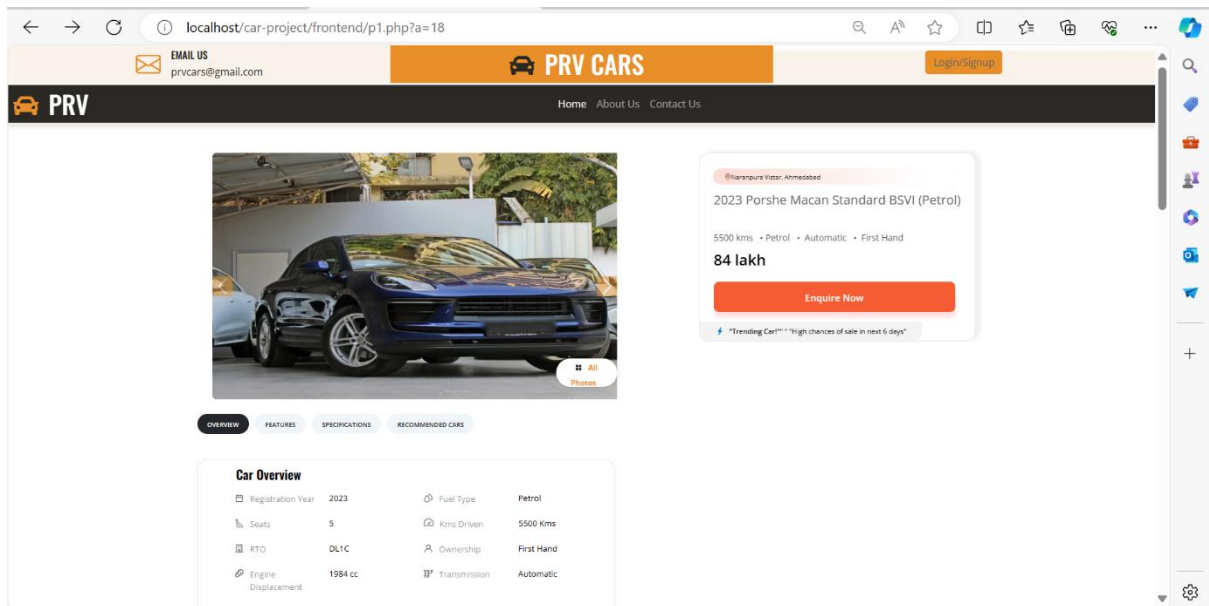 localhost/car-project/frontend/p1.php?a=18
EMAIL US
prvcars@gmail.com
PRV CARS
Login/Signup
PRV
Home About Us Contact Us
Naranpura Vistar, Ahmedabad
2023 Porshe Macan Standard BSVI (Petrol)
5500 kms • Petrol • Automatic • First Hand
84 lakh
Enquire Now
"Trending Car!"" " "High chances of sale in next 6 days"
All
Photos
OVERVIEW FEATURES SPECIFICATIONS RECOMMENDED CARS
Car Overview
Registration Year 2023 Fuel Type Petrol
Seats 5 Kms Driven 5500 Kms
RTO DL1C Ownership First Hand
Engine Displacement 1984 cc Transmission Automatic